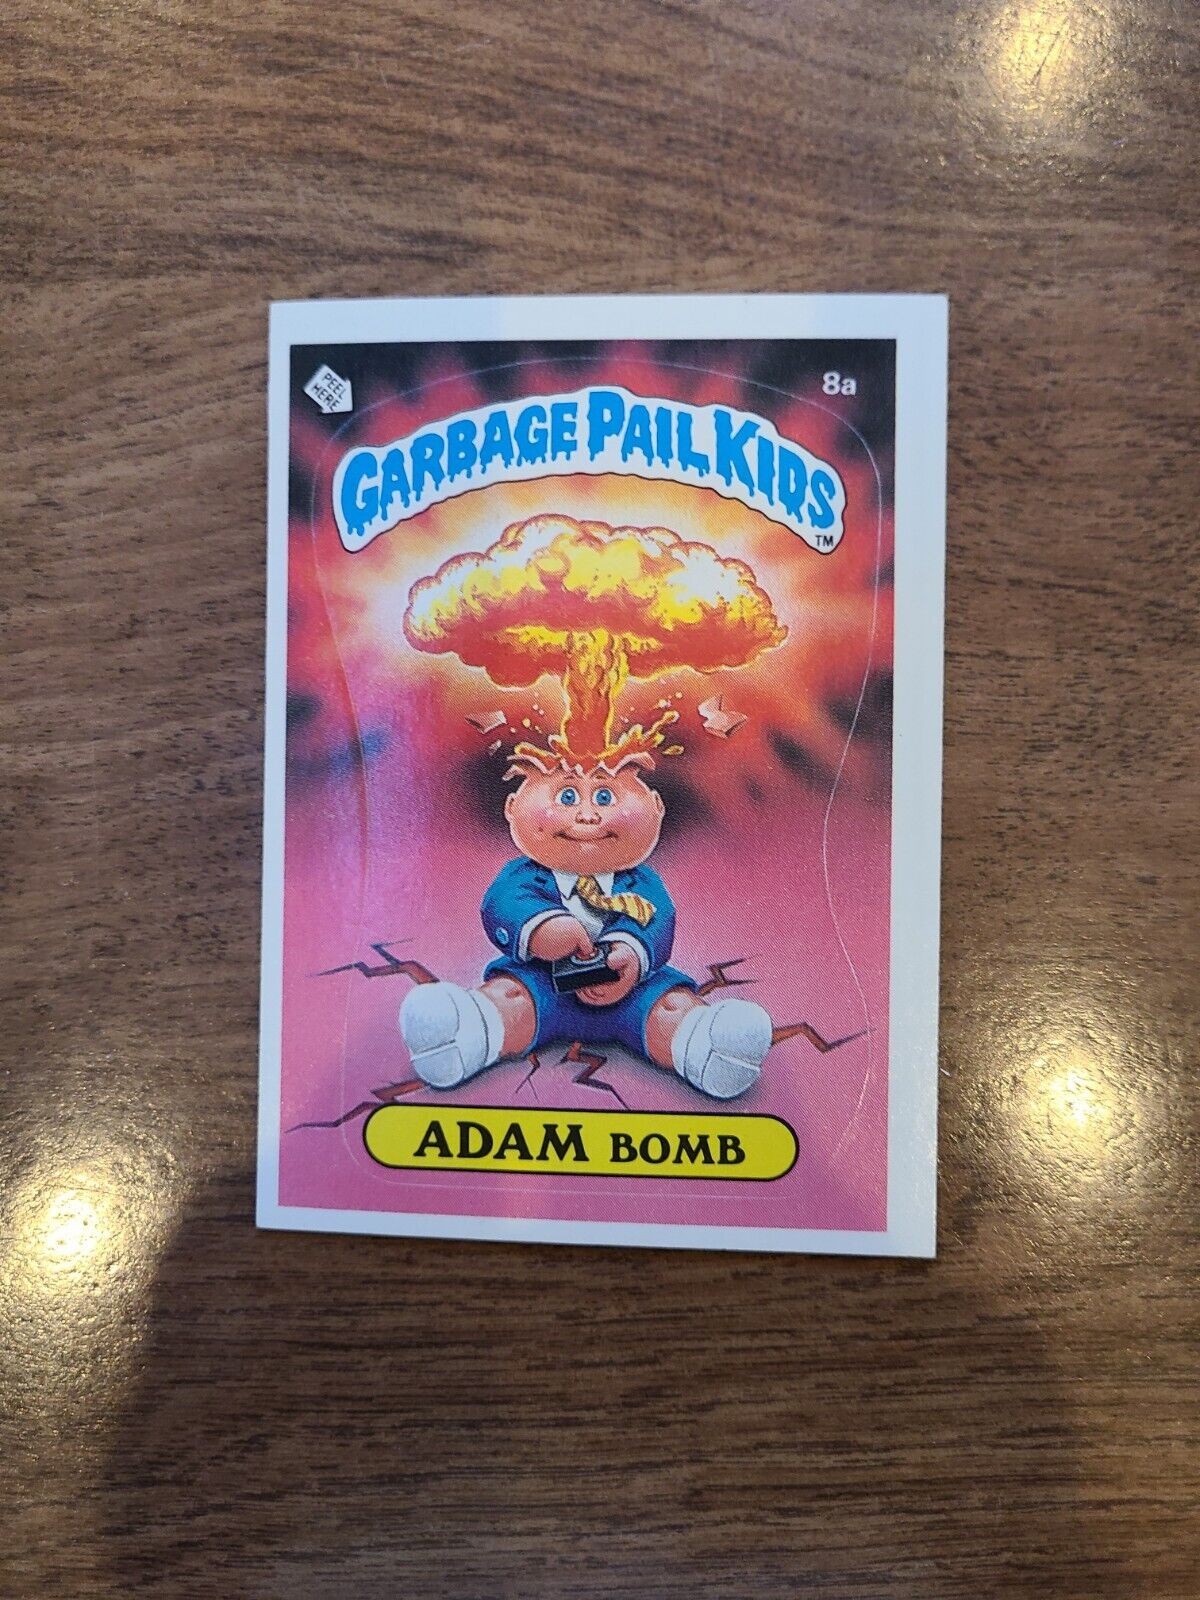 PEEL
HERE
8a
GARBAGE PAIL KIDS
TM
ADAM BOMB